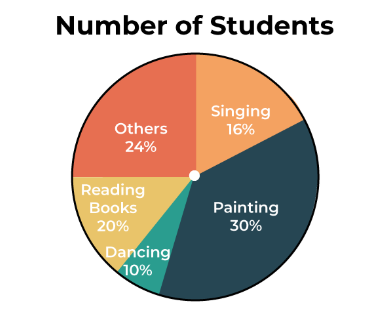 Number of Students
Singing
16%
Others
24%
Painting
30%
Reading
Books
20%
Dancing
10%